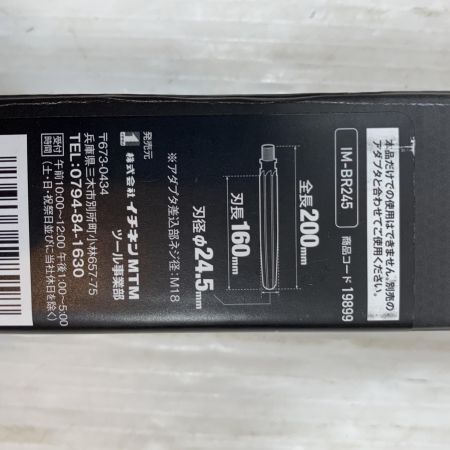 本品だけでの使用はできません。別売の
アダプタと合わせてご使用ください。
IM-BR245
商品コード 19899
全長200mm
刃長160mm
刃径φ24.5mm
※アダプタ差込部ネジ径:M18
発売元
株式会社イチネンMTM
ツール事業部
〒673-0434
兵庫県三木市別所町小林657-75
TEL.0794-84-1630
受付 午前10:00〜12:00 午後1:00〜5:00
(土・日・祝祭日並びに当社休日を除く)